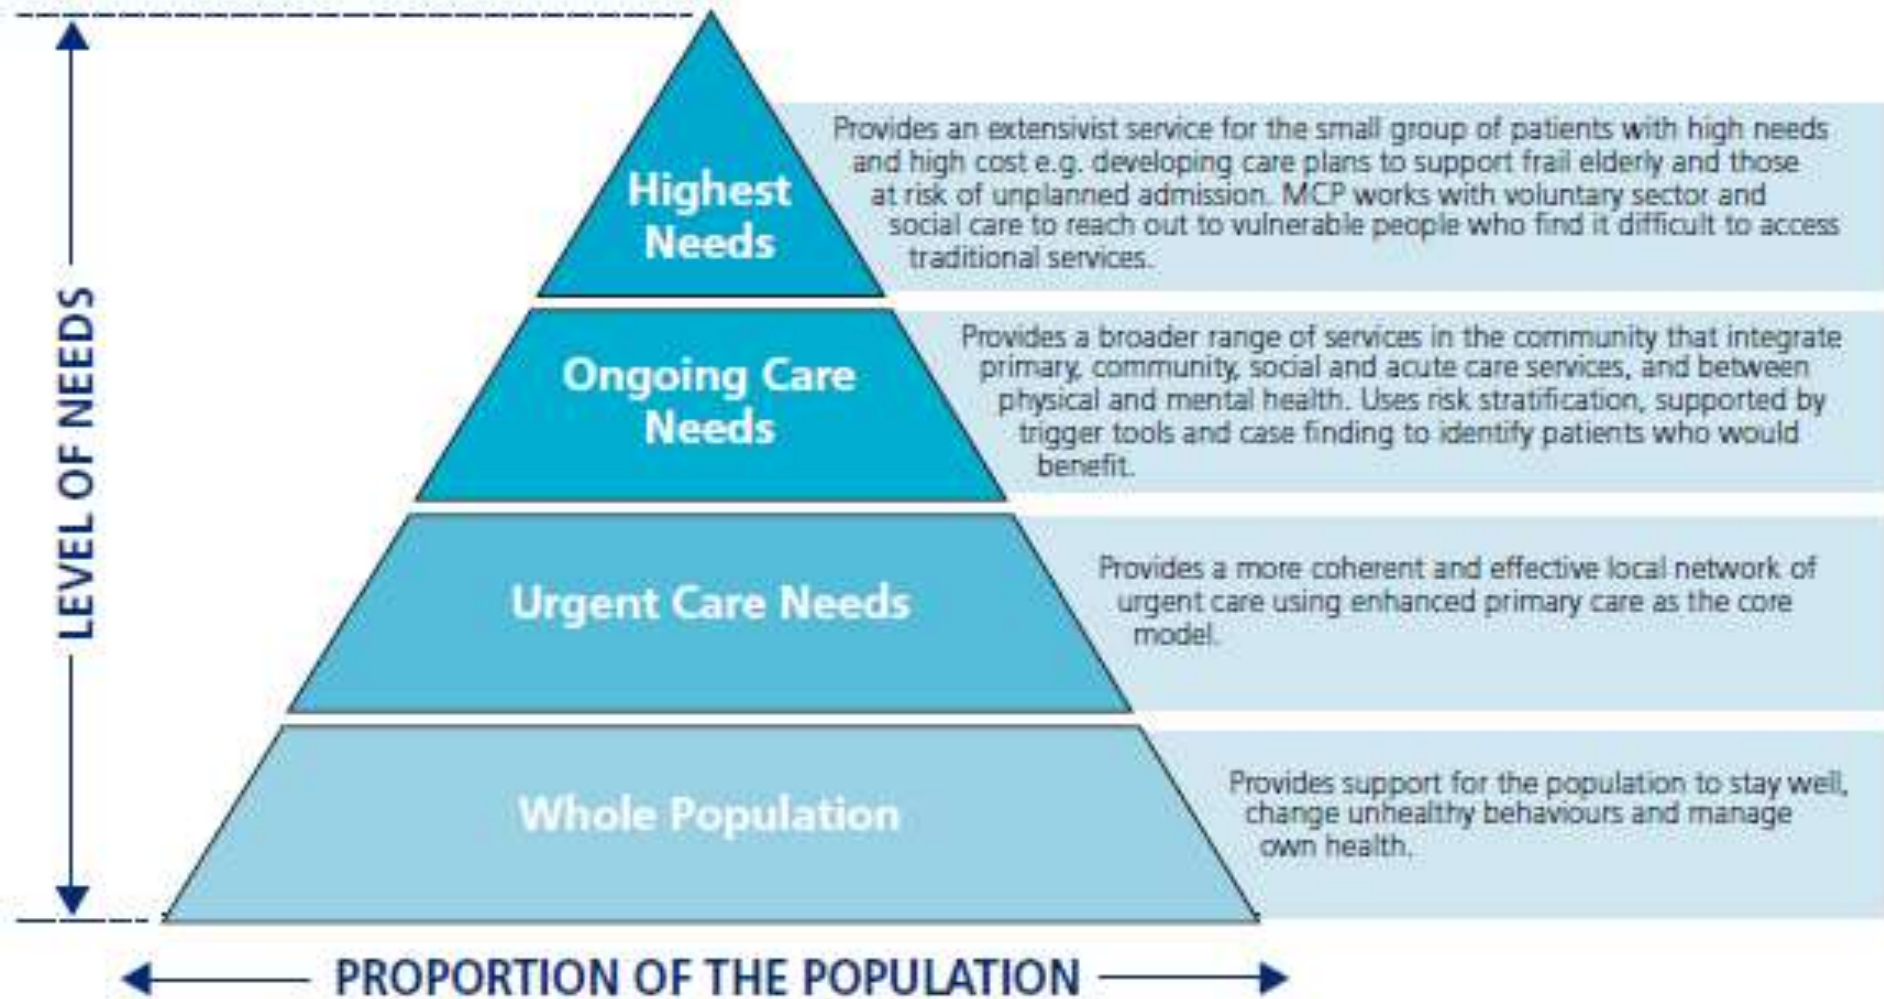 LEVEL OF NEEDS
Highest
Needs
Provides an extensivist service for the small group of patients with high needs
and high cost e.g. developing care plans to support frail elderly and those
at risk of unplanned admission. MCP works with voluntary sector and
social care to reach out to vulnerable people who find it difficult to access
traditional services.
Ongoing Care
Needs
Provides a broader range of services in the community that integrate
primary, community, social and acute care services, and between
physical and mental health. Uses risk stratification, supported by
trigger tools and case finding to identify patients who would
benefit.
Urgent Care Needs
Provides a more coherent and effective local network of
urgent care using enhanced primary care as the core
model.
Whole Population
Provides support for the population to stay well,
change unhealthy behaviours and manage
own health.
PROPORTION OF THE POPULATION